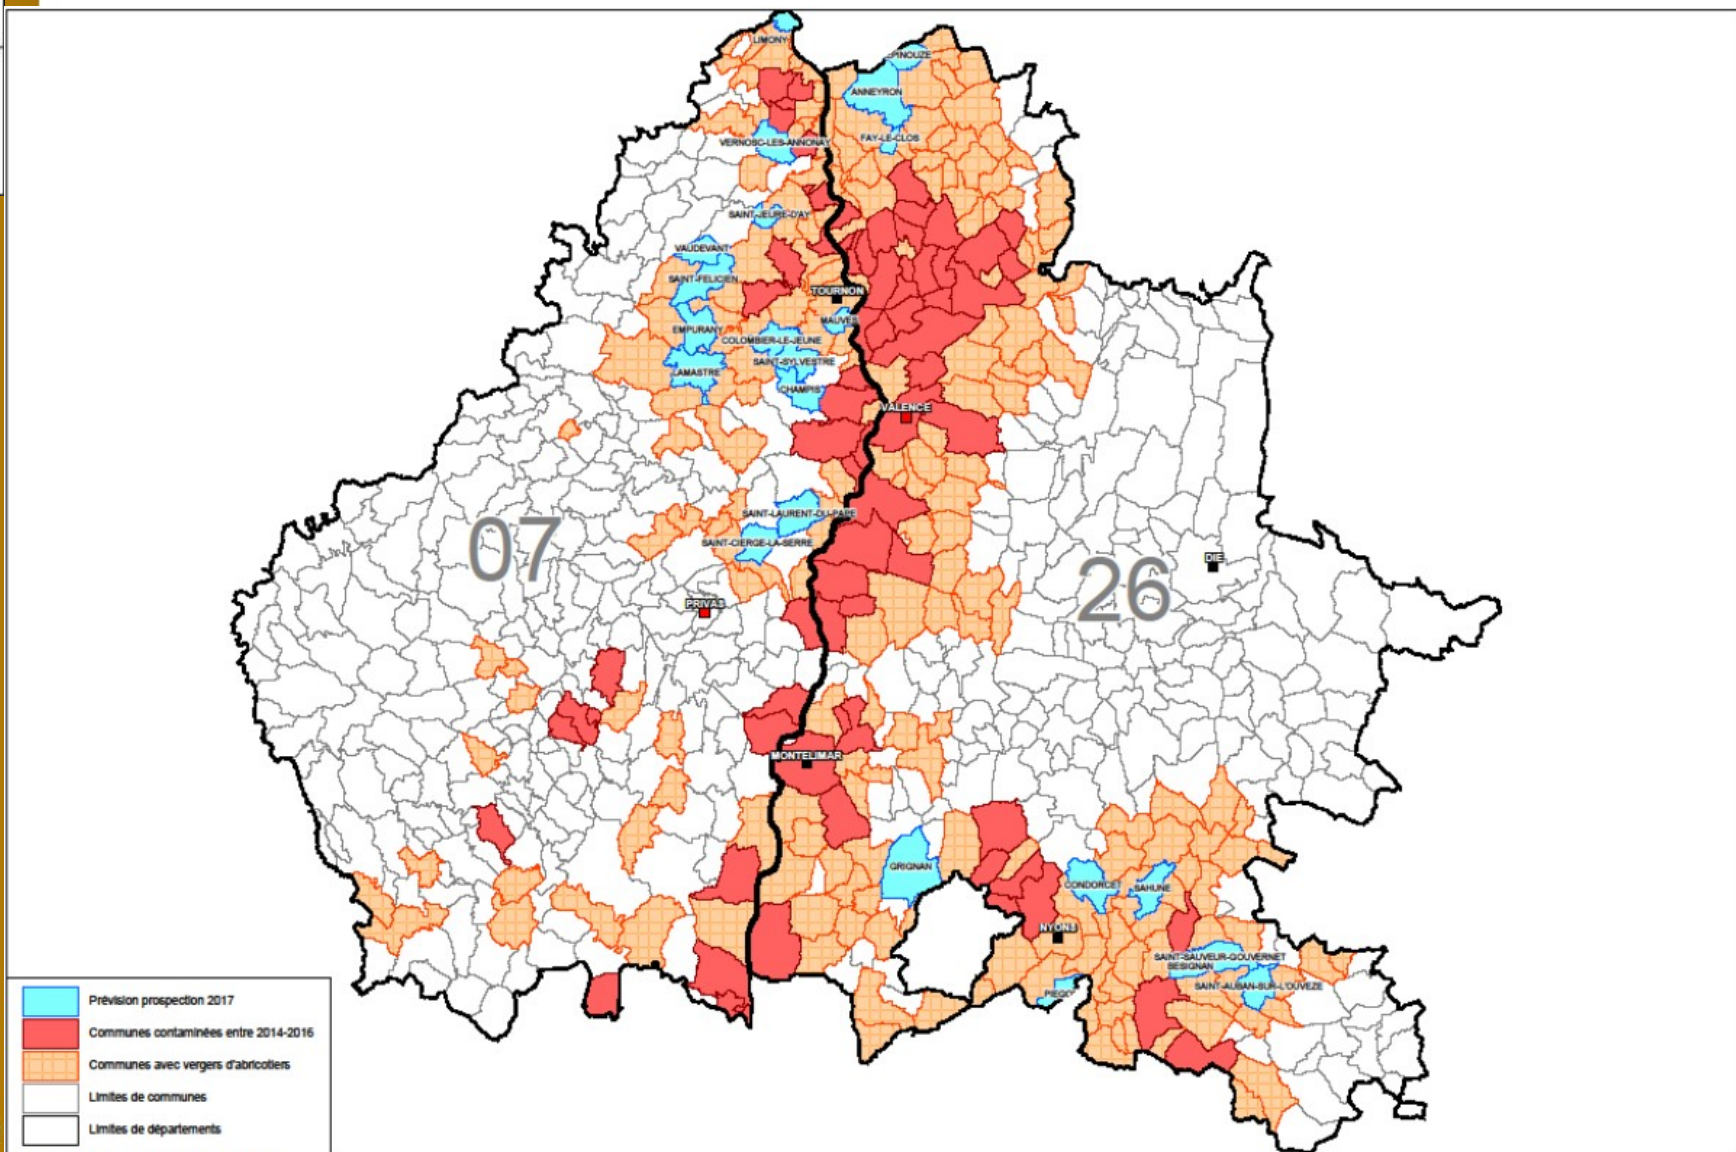 LIMONY
EPINOUZE
ANNEYRON
FAY-LE-CLOS
VERNOSC-LES-ANNONAY
SAINT-JEURE-D'AY
VAUDEVANT
SAINT-FELICIEN
TOURNON
MAUVES
EMPURANY
COLOMBIER-LE-JEUNE
SAINT-SYLVESTRE
LAMASTRE
CHAMPIS
VALENCE
SAINT-LAURENT-DU-PAPE
SAINT-CIERGE-LA-SERRE
07
DIE
26
PRIVAS
MONTELIMAR
GRIGNAN
CONDORCET
SAHUNE
NYONS
SAINT-SAUVEUR-GOUVERNET
BESIGNAN
SAINT-AUBAN-SUR-L'OUVEZE
PIEGON
Prévision prospection 2017
Communes contaminées entre 2014-2016
Communes avec vergers d'abricotiers
Limites de communes
Limites de départements